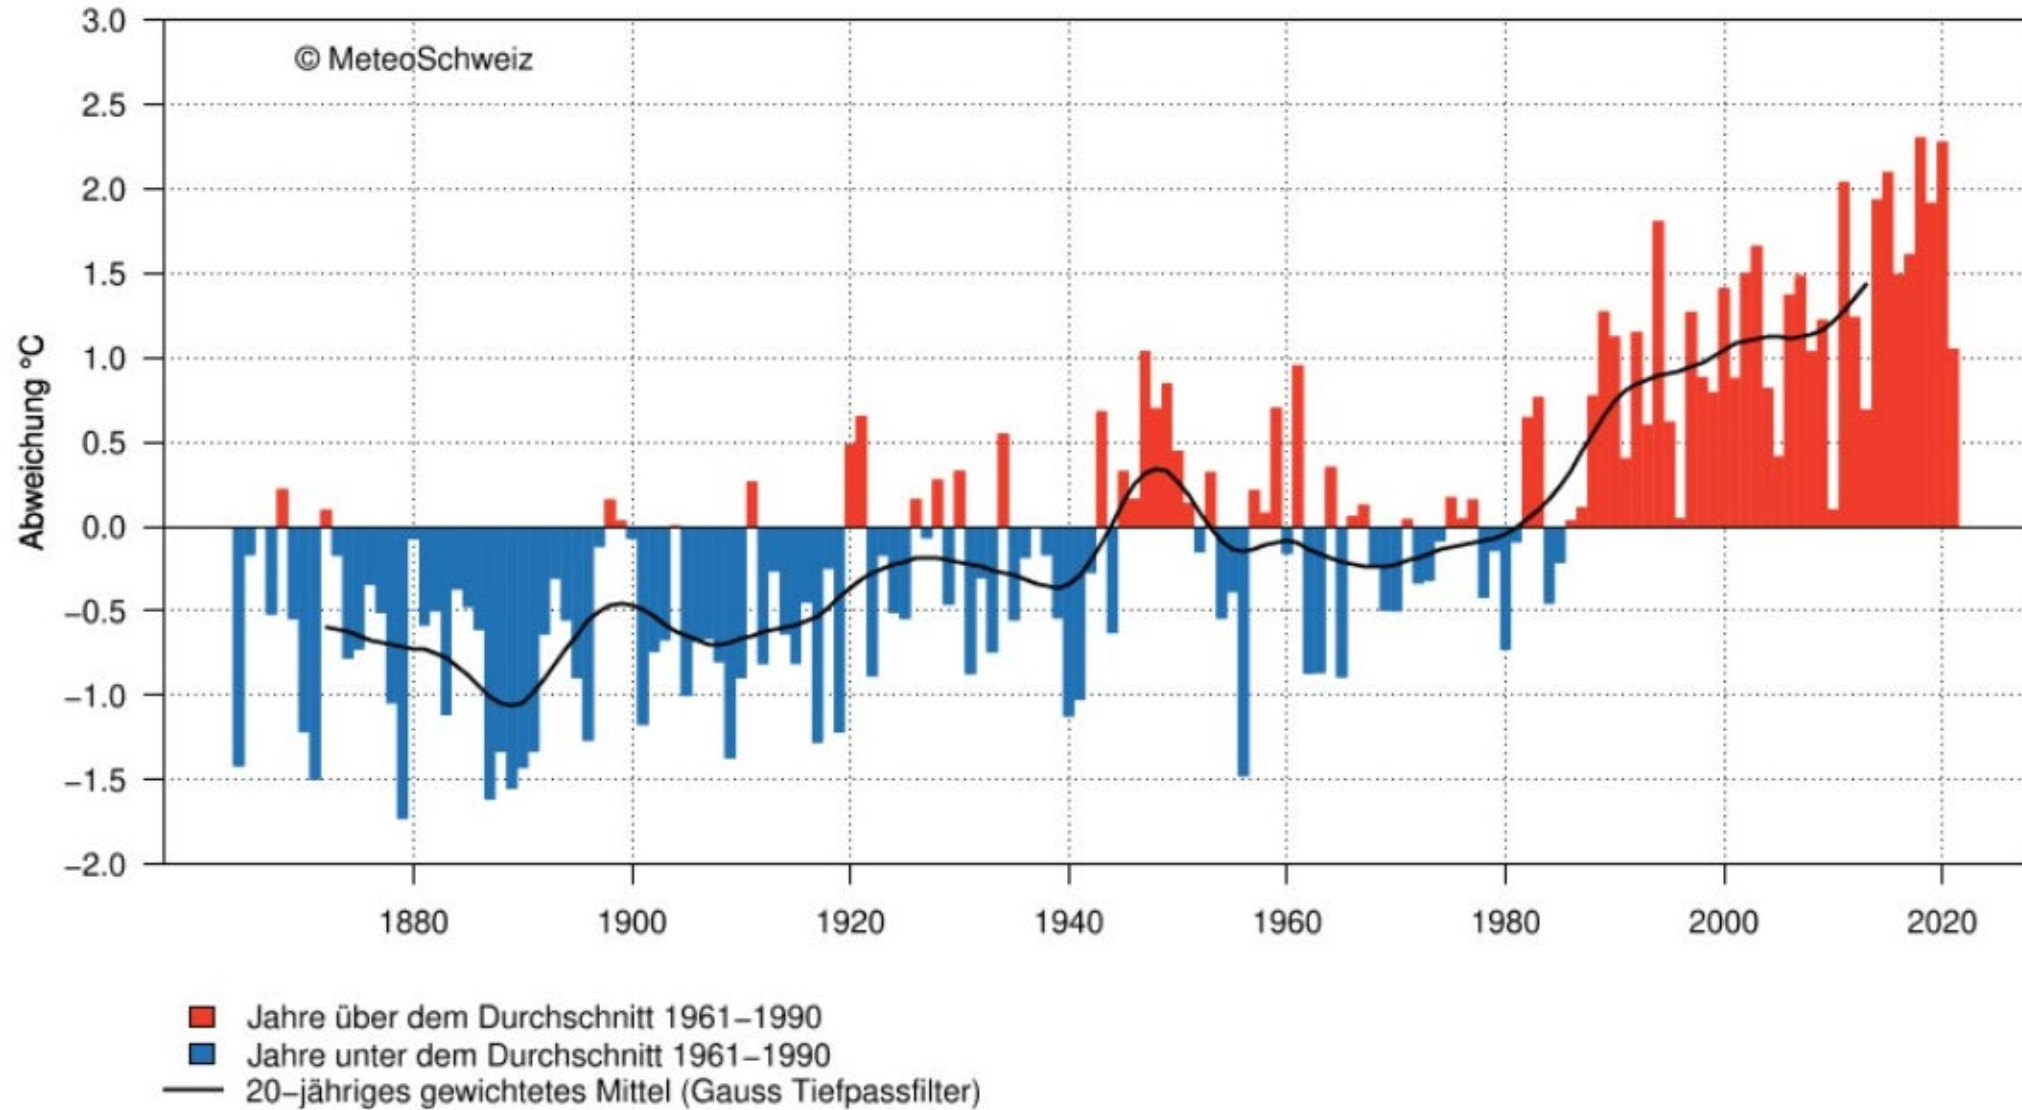 © MeteoSchweiz
3.0
2.5
2.0
1.5
1.0
0.5
0.0
−0.5
−1.0
−1.5
−2.0
Abweichung °C
1880 1900 1920 1940 1960 1980 2000 2020
Jahre über dem Durchschnitt 1961−1990
Jahre unter dem Durchschnitt 1961−1990
20−jähriges gewichtetes Mittel (Gauss Tiefpassfilter)